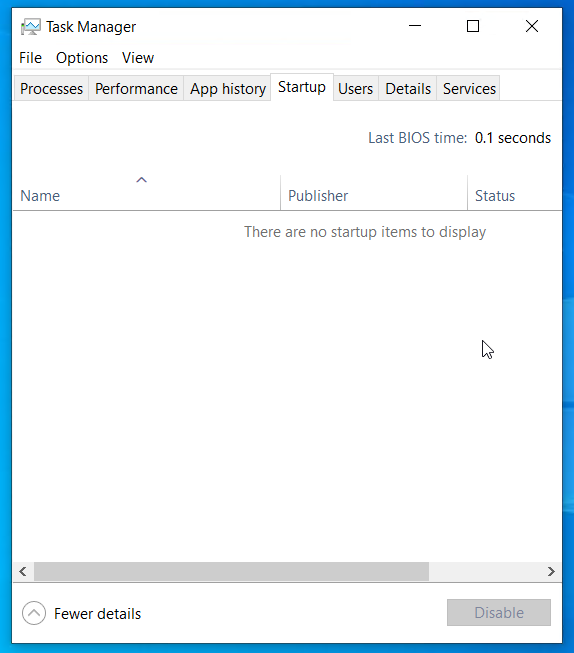 Task Manager
File Options View
Processes Performance App history Startup Users Details Services
Last BIOS time: 0.1 seconds
Name Publisher Status
There are no startup items to display
Fewer details Disable